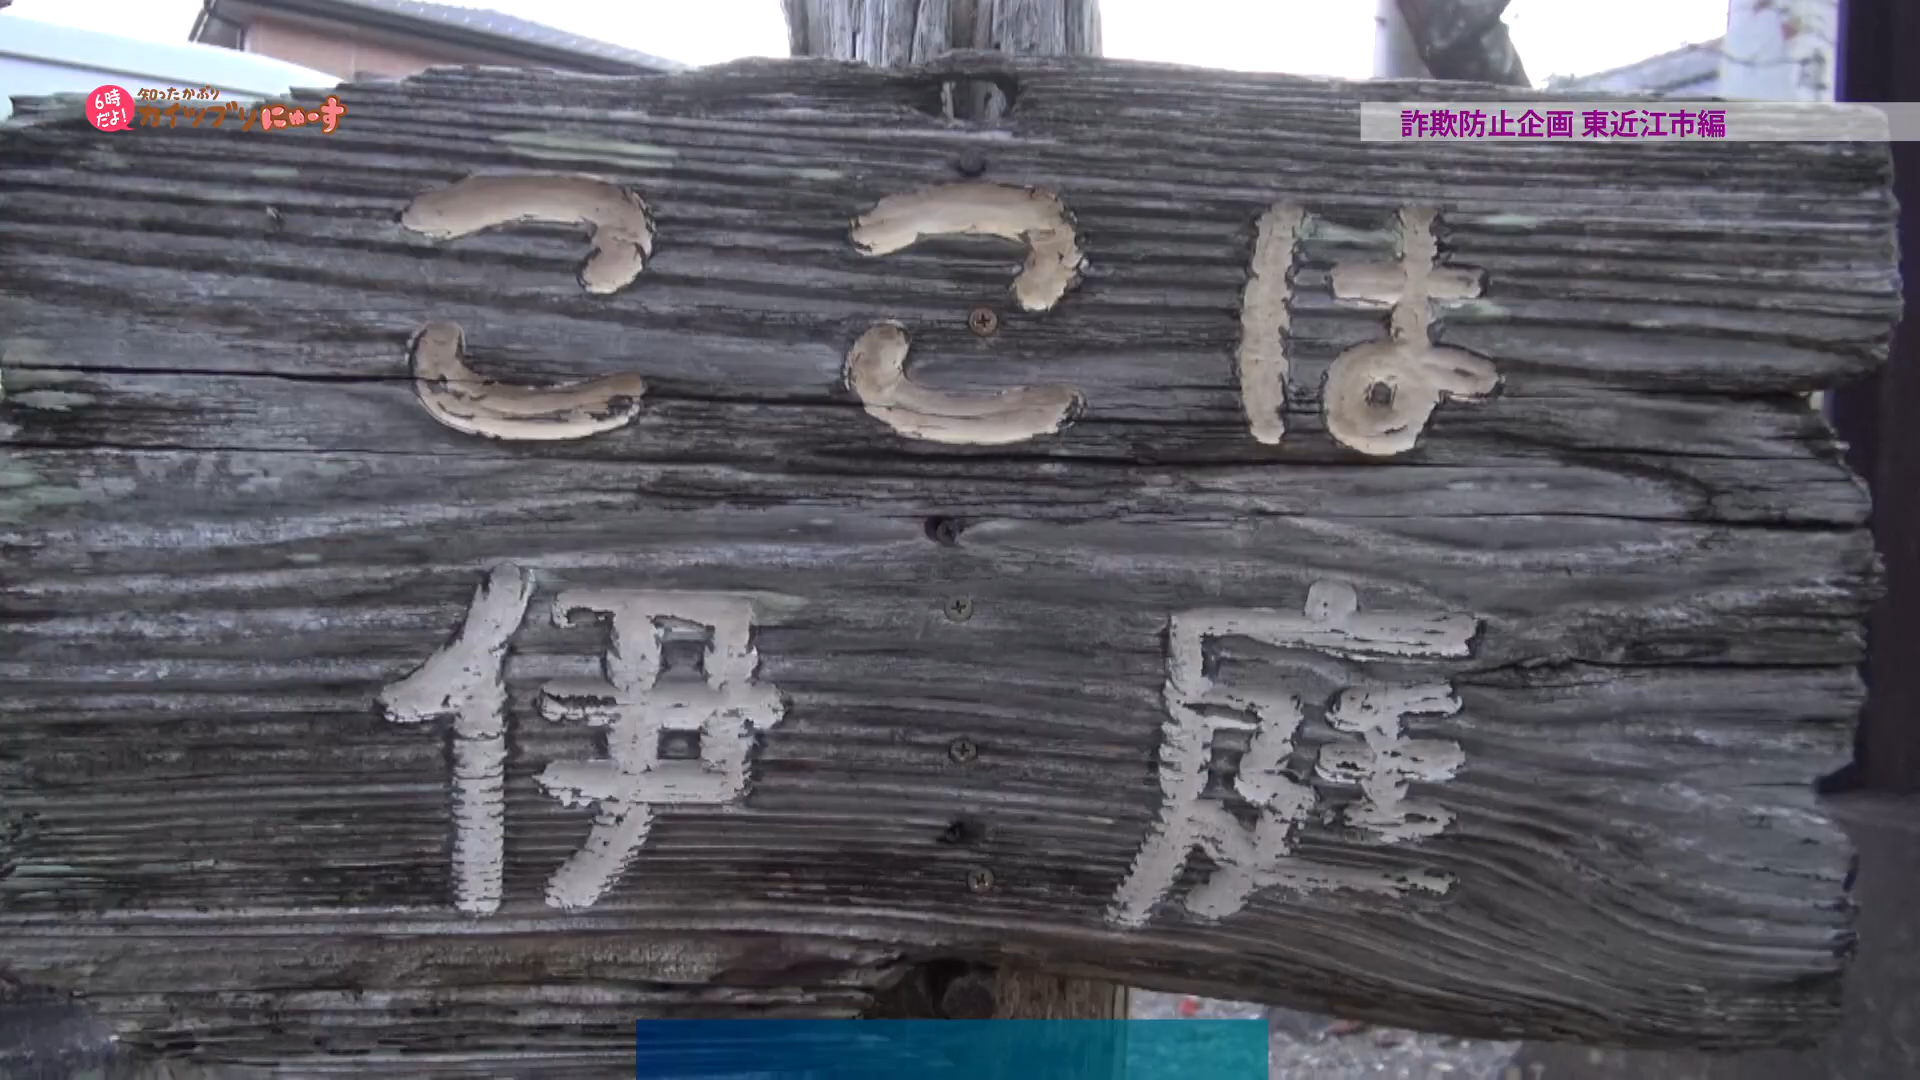 6時だよ!
知ったかぶり
カイツブリにゅーす
詐欺防止企画 東近江市編
ここは
伊庭